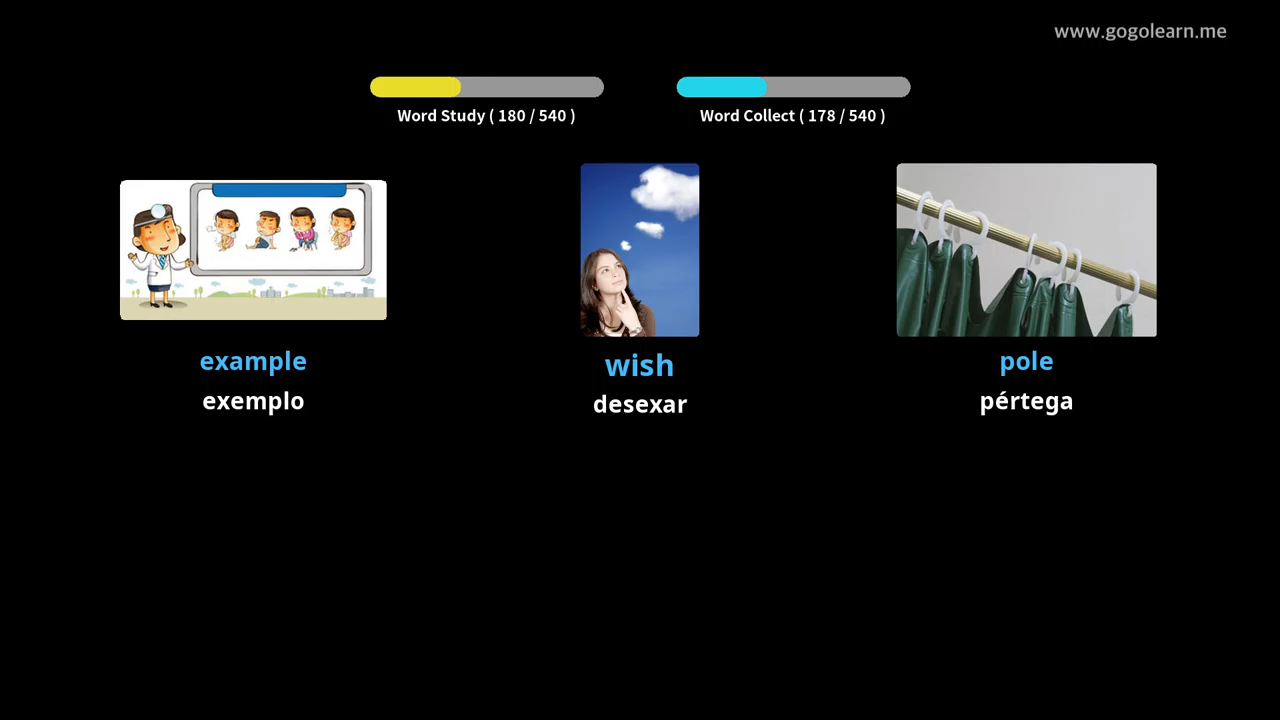 www.gogolearn.me
Word Study ( 180 / 540 )
Word Collect ( 178 / 540 )
example
wish
pole
exemplo
desexar
pértega